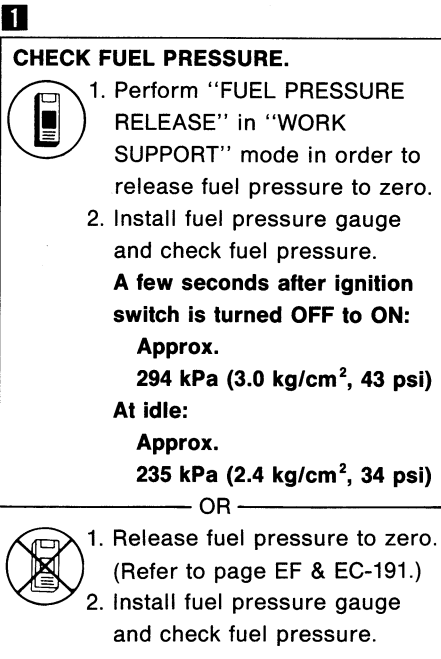 1
CHECK FUEL PRESSURE.
1. Perform “FUEL PRESSURE
RELEASE” in “WORK
SUPPORT” mode in order to
release fuel pressure to zero.
2. Install fuel pressure gauge
and check fuel pressure.
A few seconds after ignition
switch is turned OFF to ON:
Approx.
294 kPa (3.0 kg/cm², 43 psi)
At idle:
Approx.
235 kPa (2.4 kg/cm², 34 psi)
OR
1. Release fuel pressure to zero.
(Refer to page EF & EC-191.)
2. Install fuel pressure gauge
and check fuel pressure.